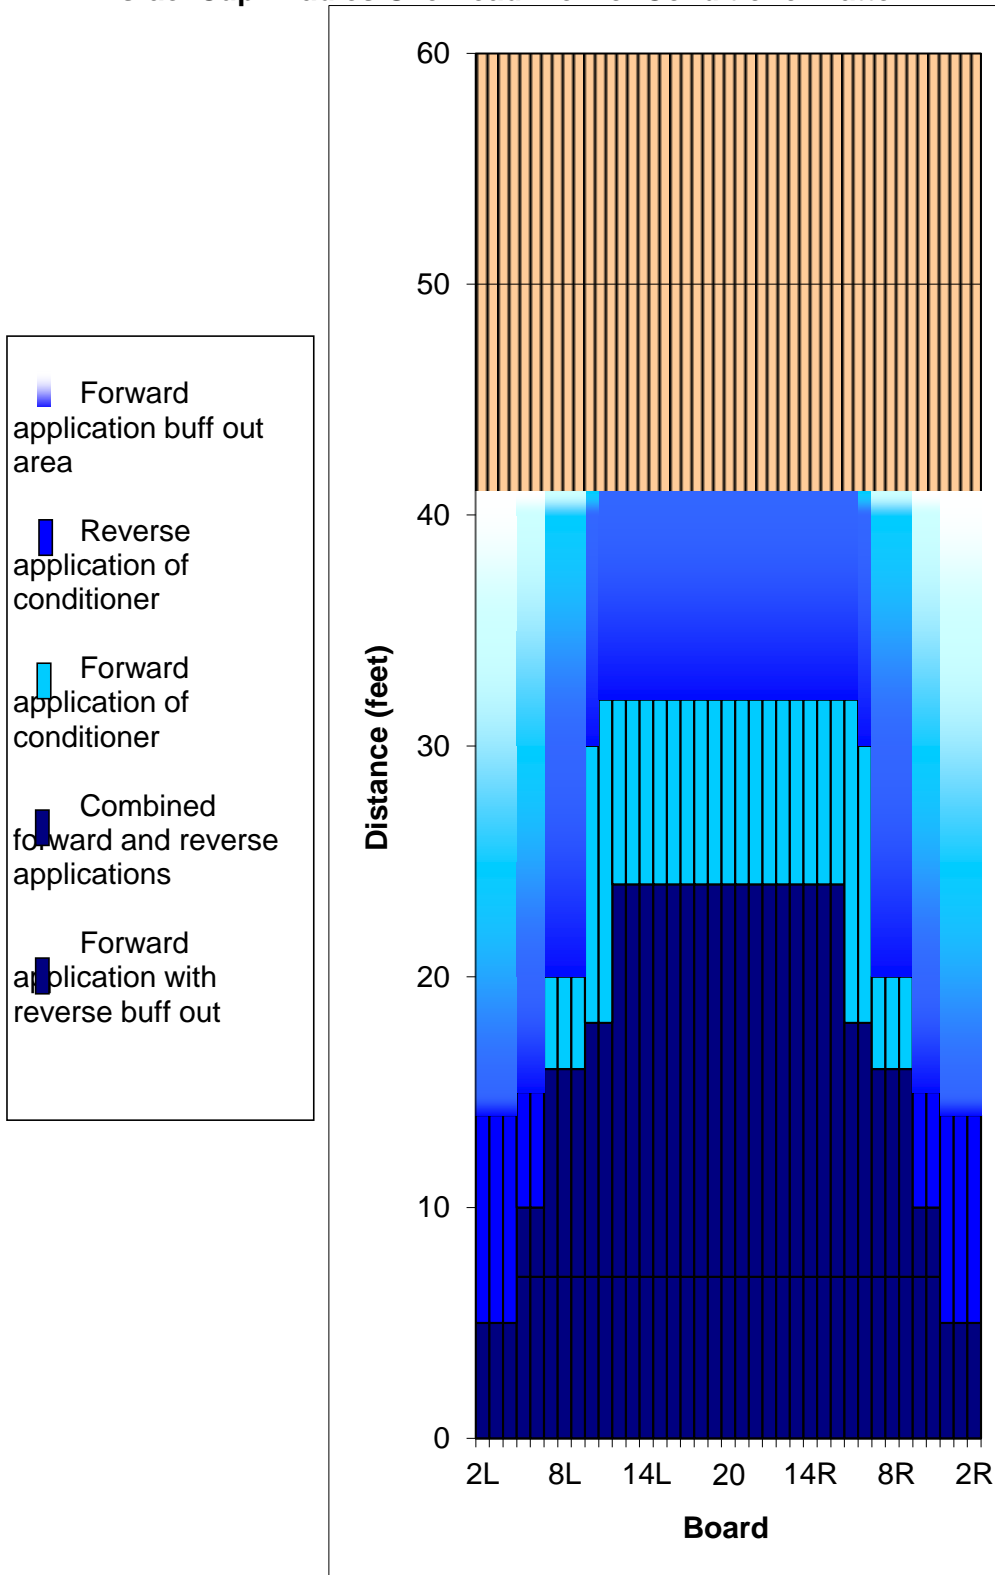 Forward
application buff out
area
Reverse
application of
conditioner
Forward
application of
conditioner
Combined
forward and reverse
applications
Forward
application with
reverse buff out
60
50
40
30
20
10
0
Distance (feet)
2L 8L 14L 20 14R 8R 2R
Board